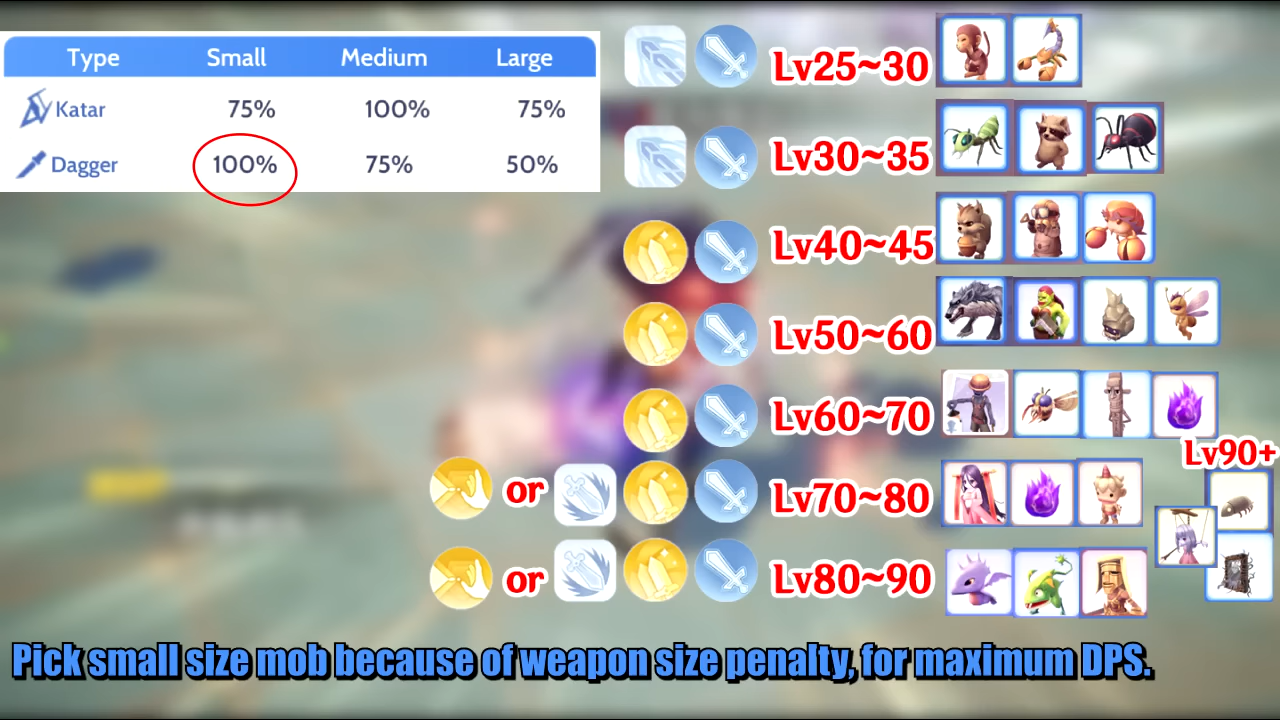 Type Small Medium Large
Katar 75% 100% 75%
Dagger 100% 75% 50%
Lv25~30
Lv30~35
Lv40~45
Lv50~60
Lv60~70
Lv90+
or Lv70~80
or Lv80~90
Pick small size mob because of weapon size penalty, for maximum DPS.